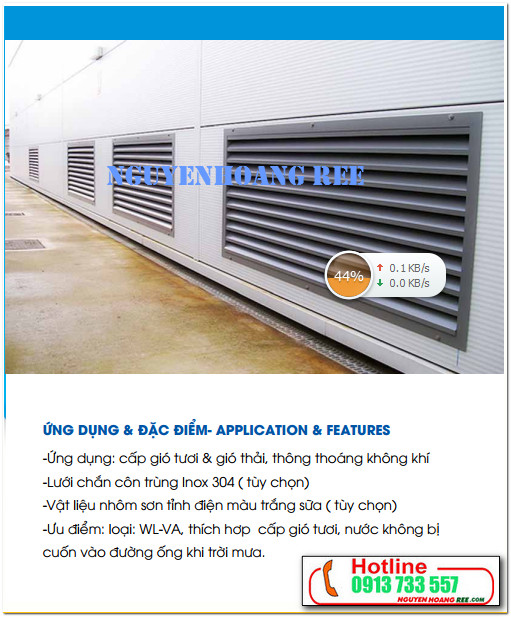 NGUYENHOANG REE
44%
0.1 KB/s
0.0 KB/s
ỨNG DỤNG & ĐẶC ĐIỂM- APPLICATION & FEATURES
-Ứng dụng: cấp gió tươi & gió thải, thông thoáng không khí
-Lưới chắn côn trùng Inox 304 ( tùy chọn)
-Vật liệu nhôm sơn tỉnh điện màu trắng sữa ( tùy chọn)
-Ưu điểm: loại: WL-VA, thích hơp cấp gió tươi, nước không bị
cuốn vào đường ống khi trời mưa.
Hotline
0913 733 557
NGUYEN HOANG REE.COM